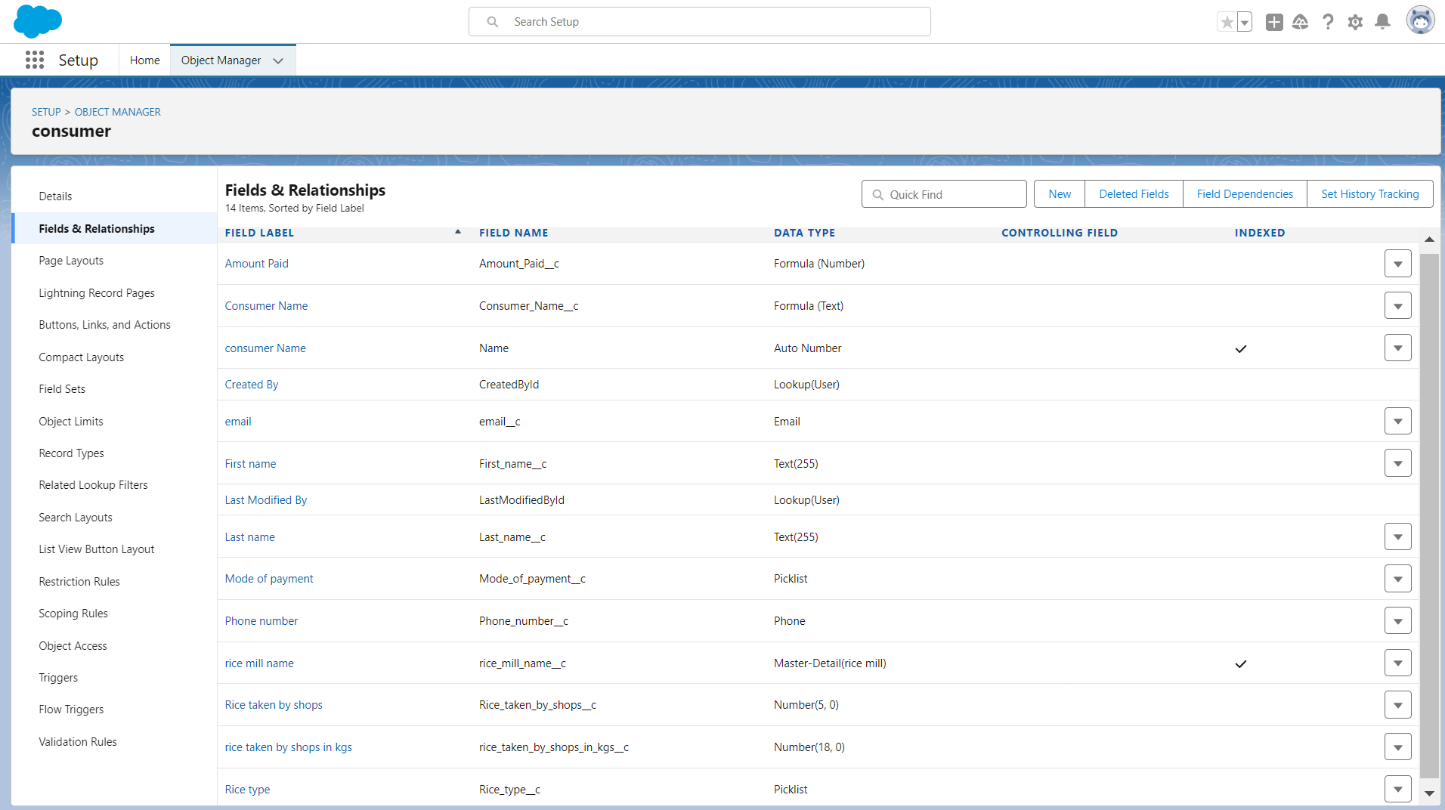 Search Setup
Setup Home Object Manager
SETUP > OBJECT MANAGER
consumer
Details
Fields & Relationships
Page Layouts
Lightning Record Pages
Buttons, Links, and Actions
Compact Layouts
Field Sets
Object Limits
Record Types
Related Lookup Filters
Search Layouts
List View Button Layout
Restriction Rules
Scoping Rules
Object Access
Triggers
Flow Triggers
Validation Rules
Fields & Relationships
14 Items. Sorted by Field Label
Quick Find New Deleted Fields Field Dependencies Set History Tracking
FIELD LABEL FIELD NAME DATA TYPE CONTROLLING FIELD INDEXED
Amount Paid Amount_Paid__c Formula (Number)
Consumer Name Consumer_Name__c Formula (Text)
consumer Name Name Auto Number
Created By CreatedById Lookup(User)
email email__c Email
First name First_name__c Text(255)
Last Modified By LastModifiedById Lookup(User)
Last name Last_name__c Text(255)
Mode of payment Mode_of_payment__c Picklist
Phone number Phone_number__c Phone
rice mill name rice_mill_name__c Master-Detail(rice mill)
Rice taken by shops Rice_taken_by_shops__c Number(5, 0)
rice taken by shops in kgs rice_taken_by_shops_in_kgs__c Number(18, 0)
Rice type Rice_type__c Picklist